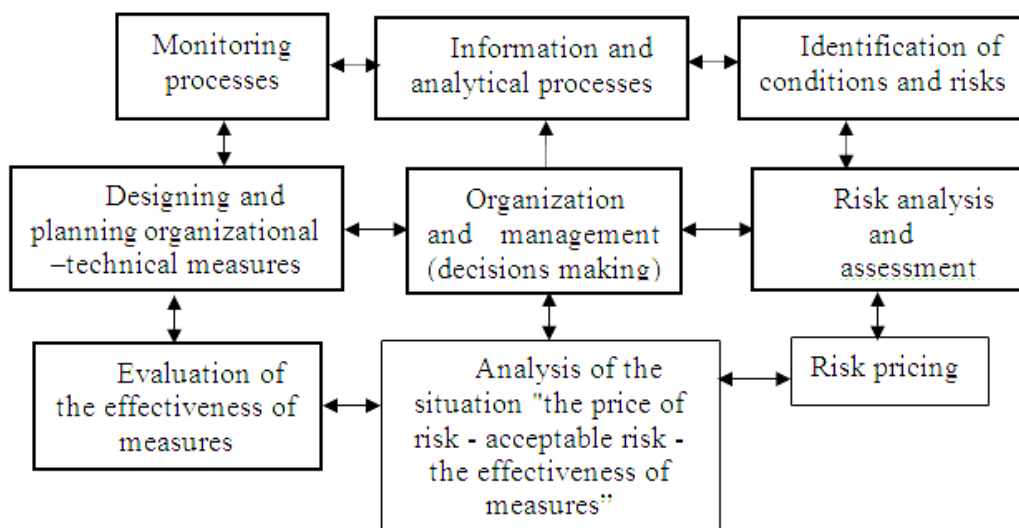 Monitoring
processes
Information and
analytical processes
Identification of
conditions and risks
Designing and
planning organizational
–technical measures
Organization
and management
(decisions making)
Risk analysis
and
assessment
Evaluation of
the effectiveness of
measures
Analysis of the
situation "the price of
risk - acceptable risk -
the effectiveness of
measures”
Risk pricing